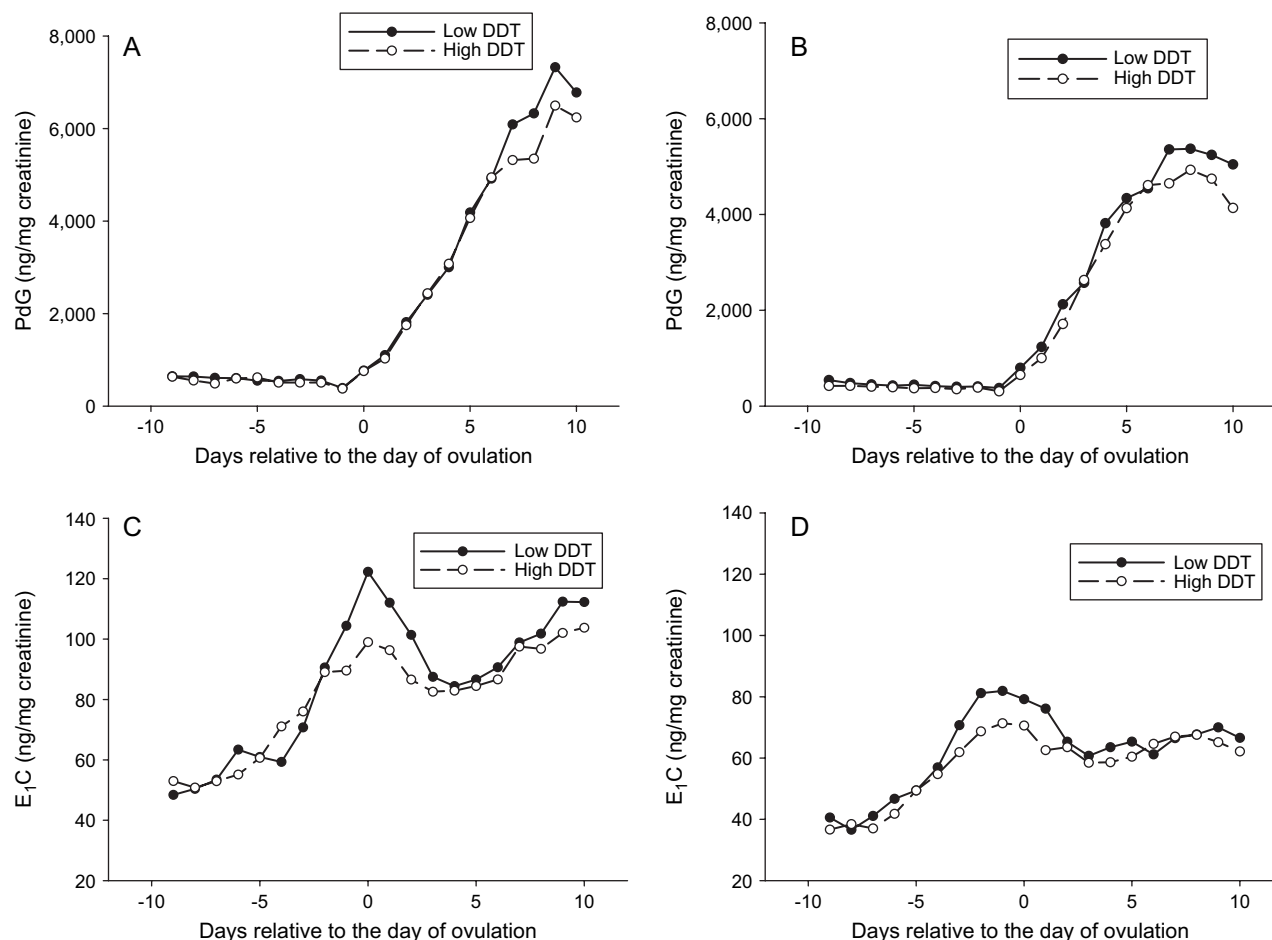 A
Low DDT
High DDT
8,000
6,000
4,000
2,000
0
PdG (ng/mg creatinine)
-10 -5 0 5 10
Days relative to the day of ovulation
B
Low DDT
High DDT
8,000
6,000
4,000
2,000
0
PdG (ng/mg creatinine)
-10 -5 0 5 10
Days relative to the day of ovulation
C
Low DDT
High DDT
140
120
100
80
60
40
20
E₁C (ng/mg creatinine)
-10 -5 0 5 10
Days relative to the day of ovulation
D
Low DDT
High DDT
140
120
100
80
60
40
20
E₁C (ng/mg creatinine)
-10 -5 0 5 10
Days relative to the day of ovulation